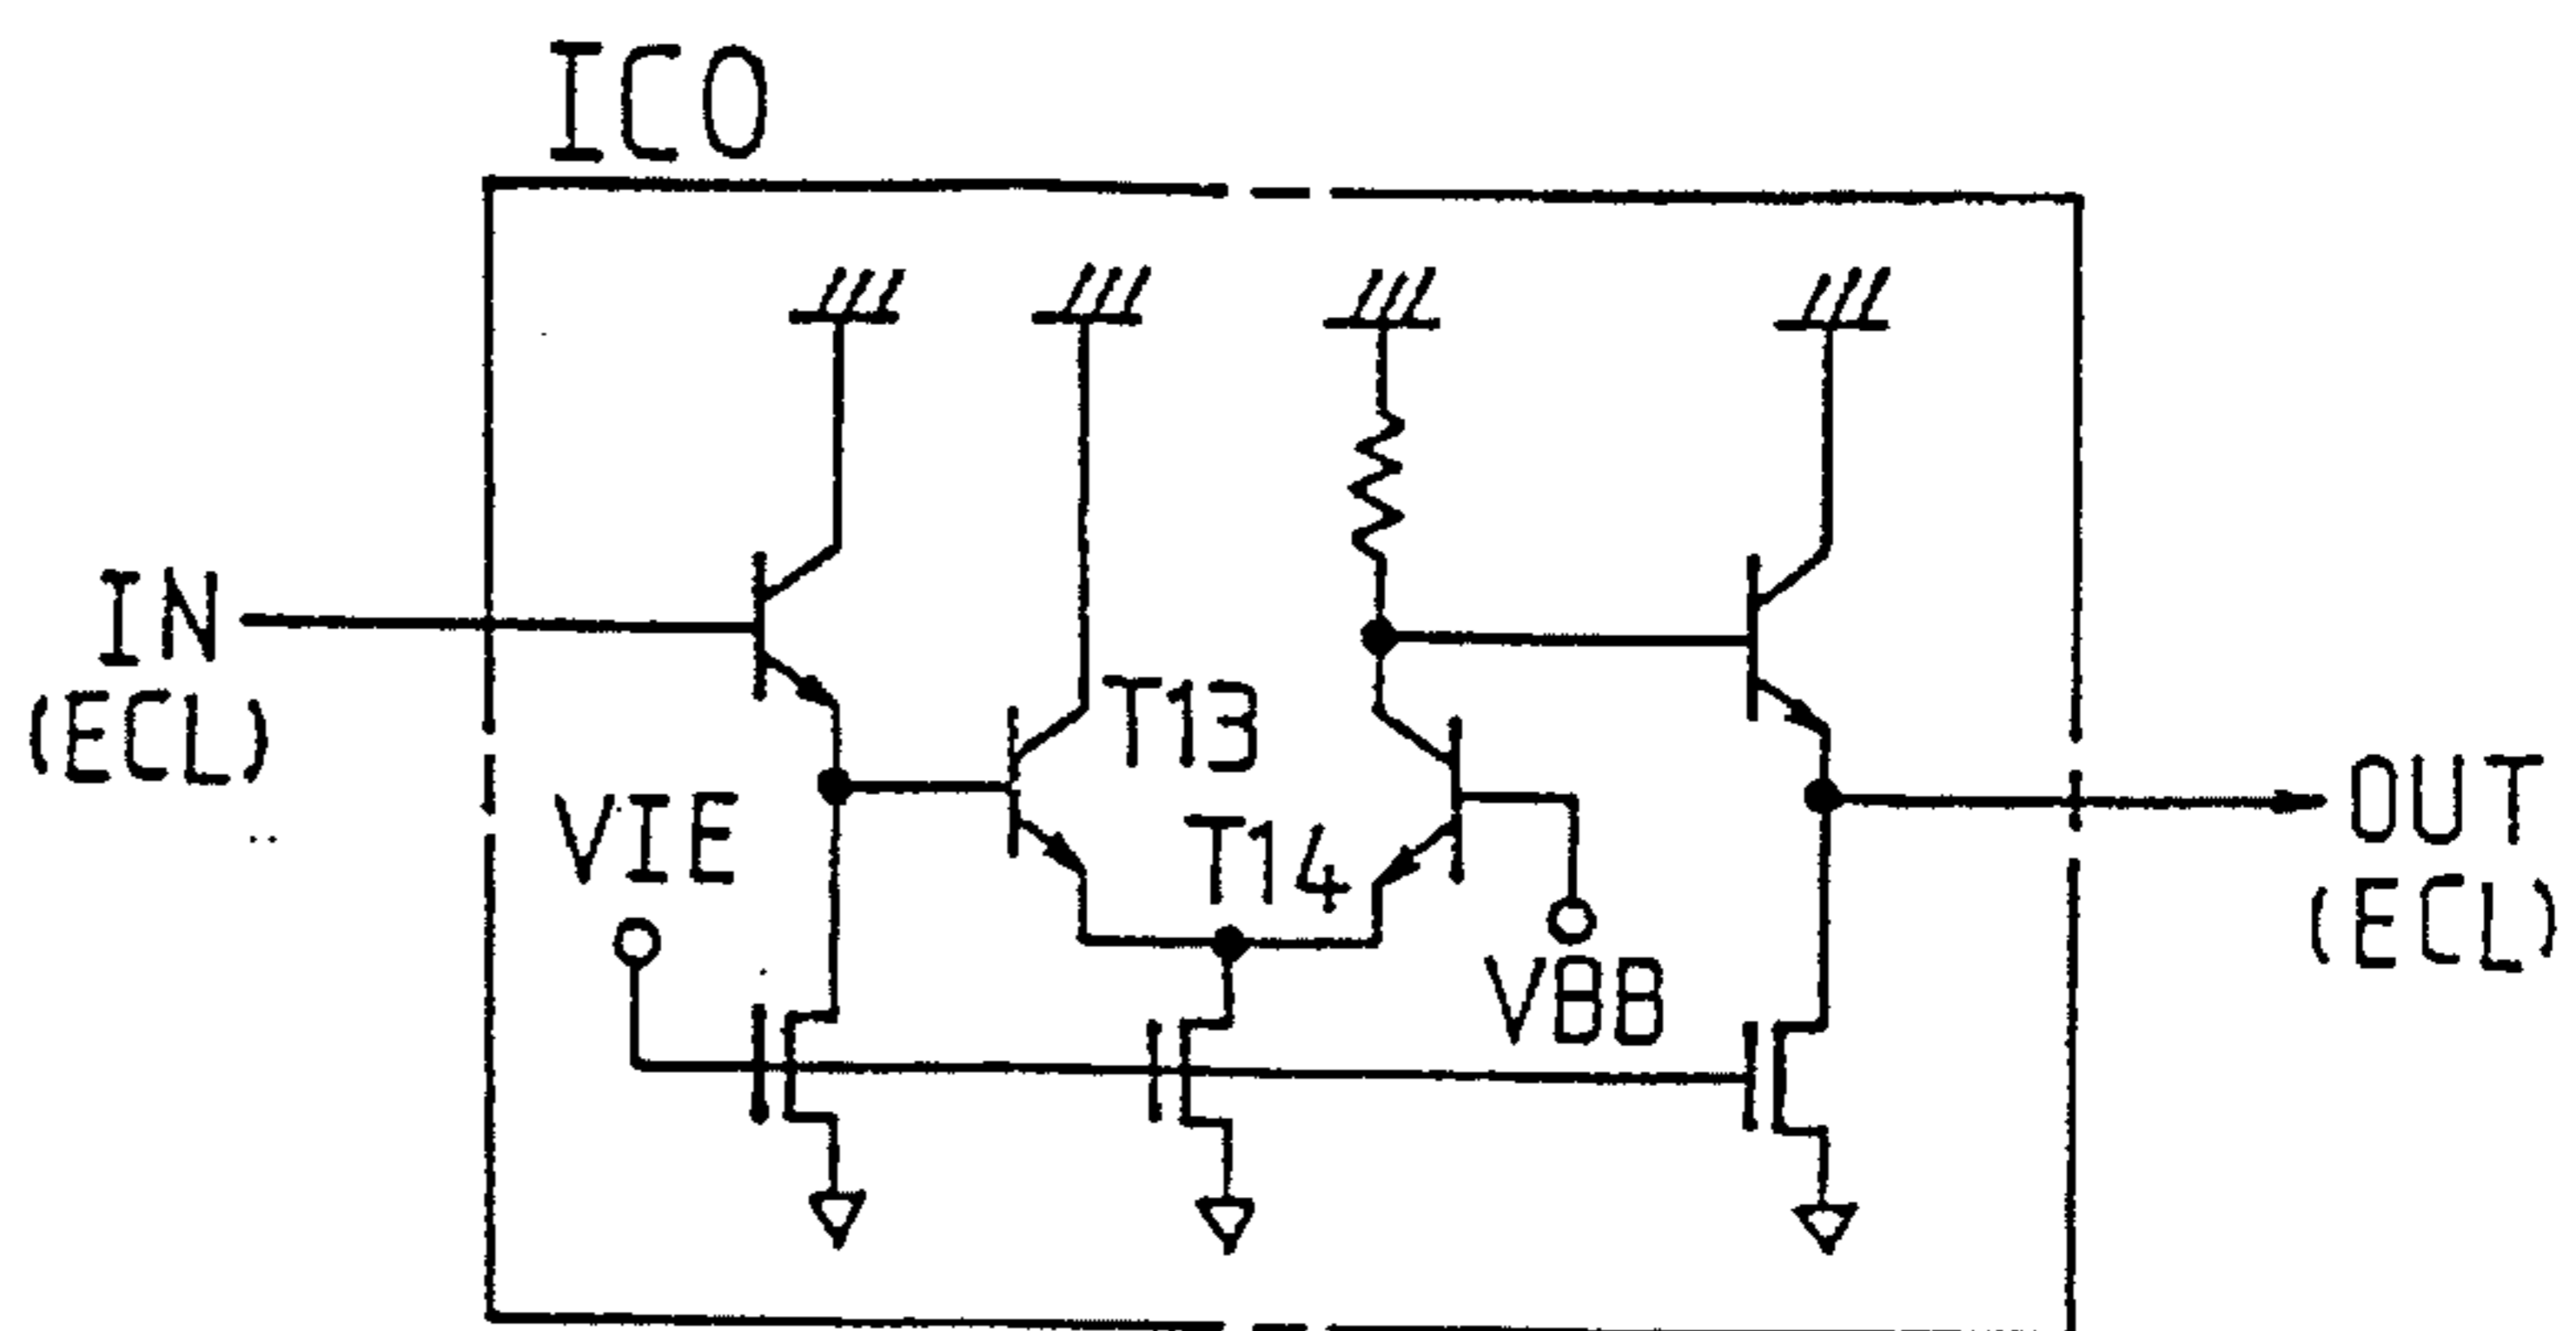 ICO
IN
(ECL)
VIE
T13
T14
VBB
OUT
(ECL)